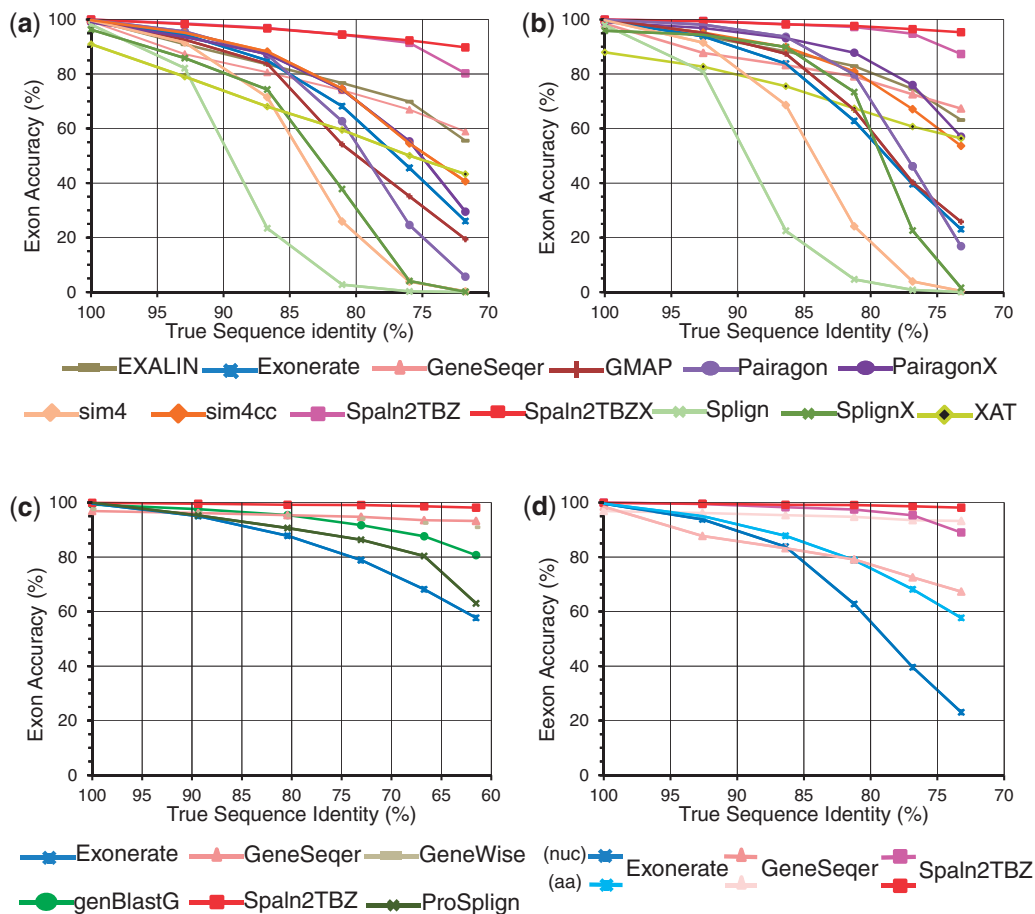 (a)
Exon Accuracy (%)
100
80
60
40
20
0
100 95 90 85 80 75 70
True Sequence identity (%)
(b)
Exon Accuracy (%)
100
80
60
40
20
0
100 95 90 85 80 75 70
True Sequence Identity (%)
EXALIN Exonerate GeneSeqer GMAP Pairagon PairagonX
sim4 sim4cc Spaln2TBZ Spaln2TBZX Splign SplignX XAT
(c)
Exon Accuracy (%)
100
80
60
40
20
0
100 95 90 85 80 75 70 65 60
True Sequence Identity (%)
Exonerate GeneSeqer GeneWise
genBlastG Spaln2TBZ ProSplign
(d)
Eexon Accuracy (%)
100
80
60
40
20
0
100 95 90 85 80 75 70
True Sequence Identity (%)
(nuc)
(aa)
Exonerate GeneSeqer Spaln2TBZ